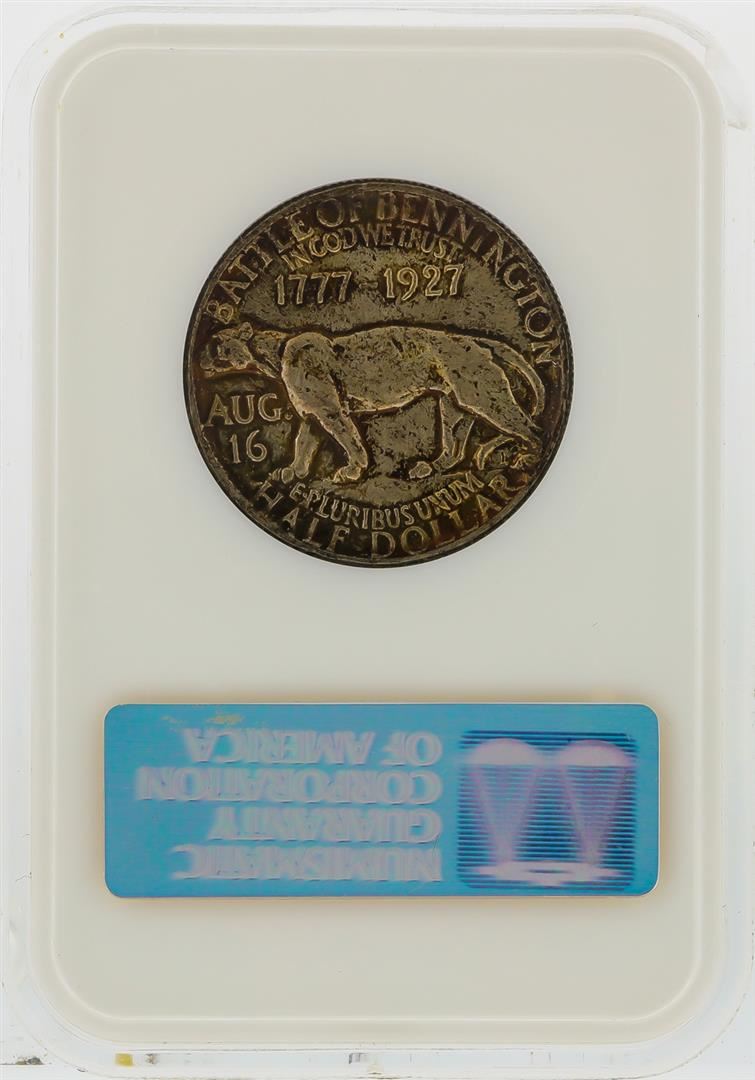 BATTLE OF BENNINGTON
IN GOD WE TRUST
1777-1927
AUG.
16
E·PLURIBUS UNUM
HALF DOLLAR
NUMISMATIC
GUARANTY
CORPORATION
OF AMERICA